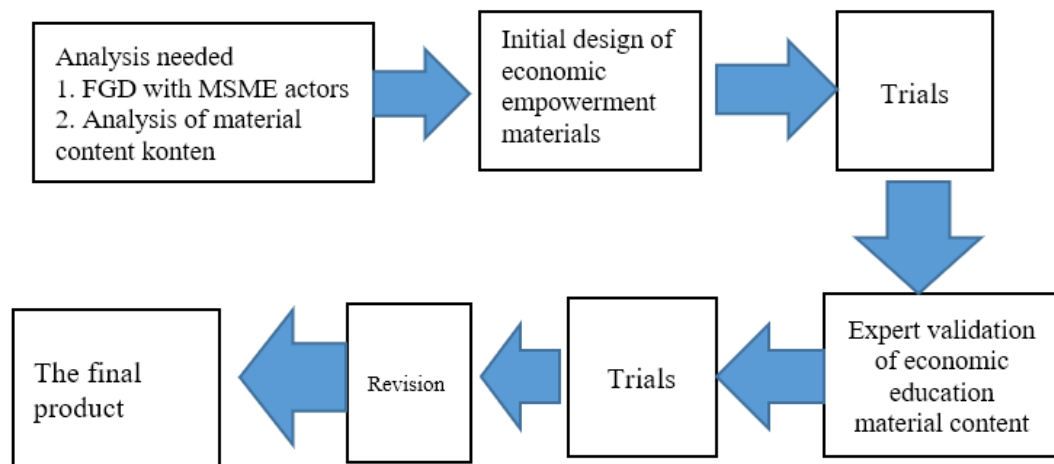 Analysis needed
1. FGD with MSME actors
2. Analysis of material
content konten
Initial design of
economic
empowerment
materials
Trials
Expert validation
of economic
education
material content
Trials
Revision
The final
product